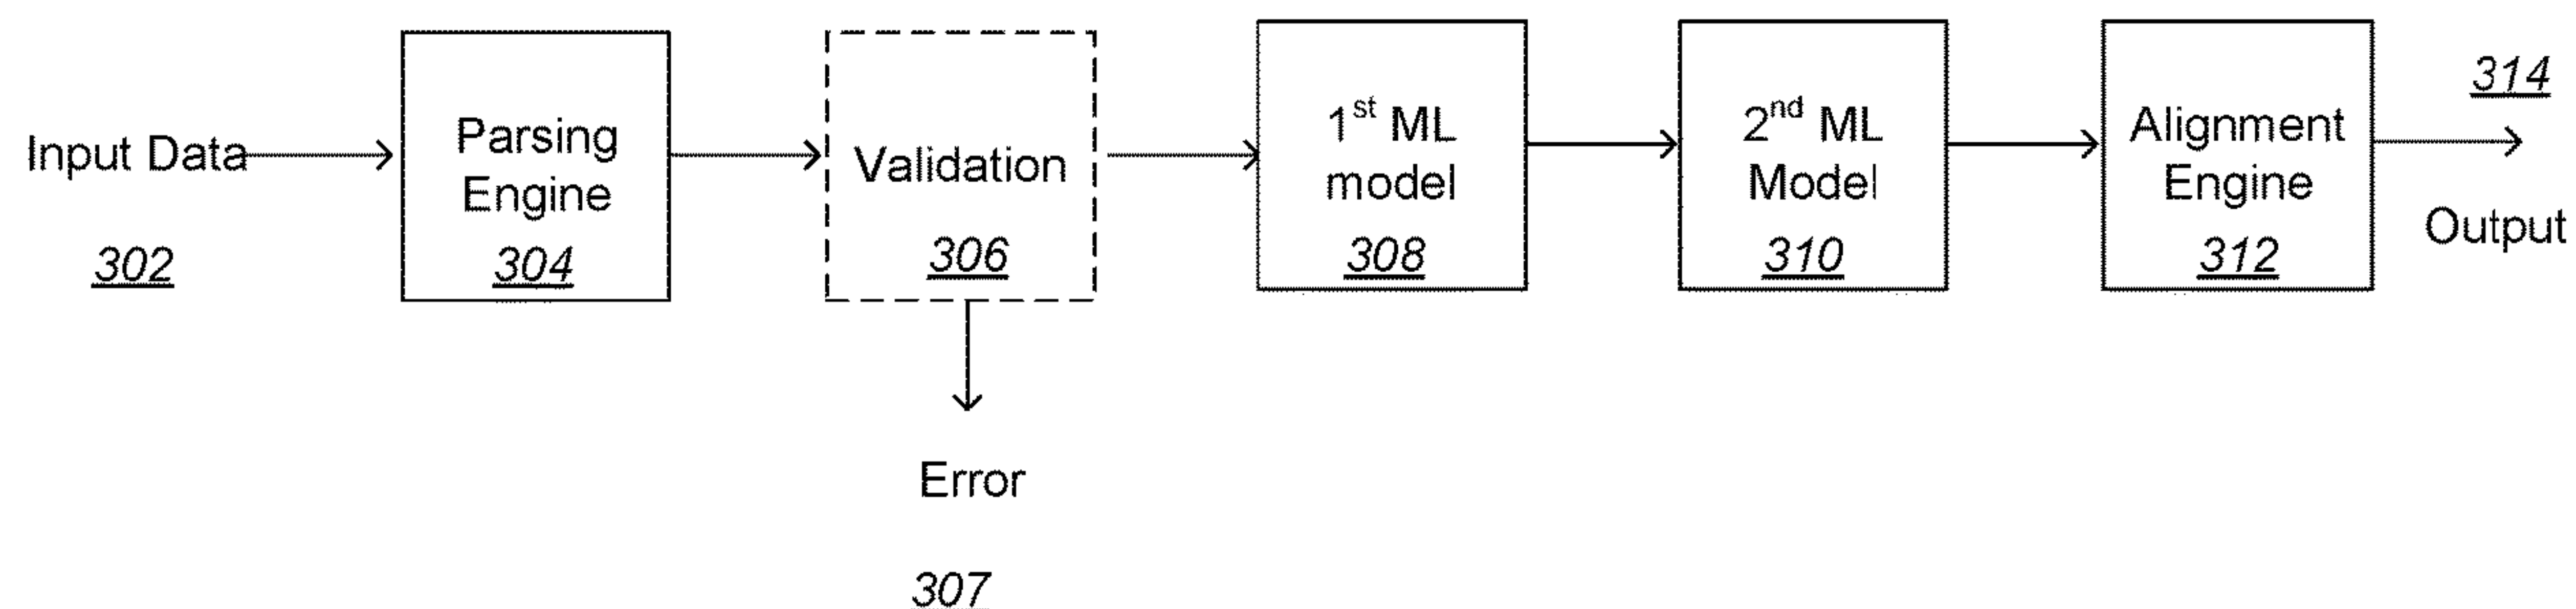 Input Data
302
Parsing
Engine
304
Validation
306
Error
307
1st ML
model
308
2nd ML
Model
310
Alignment
Engine
312
314
Output